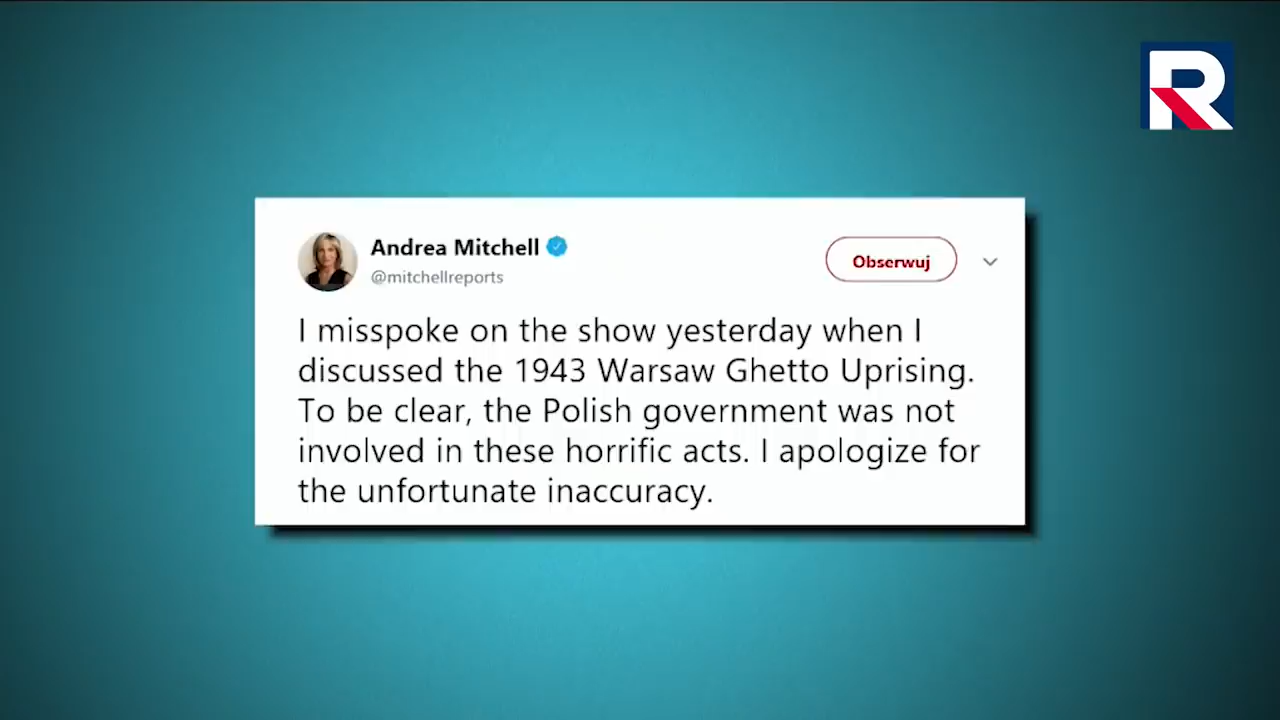 R
Andrea Mitchell
@mitchellreports
Obserwuj
I misspoke on the show yesterday when I
discussed the 1943 Warsaw Ghetto Uprising.
To be clear, the Polish government was not
involved in these horrific acts. I apologize for
the unfortunate inaccuracy.